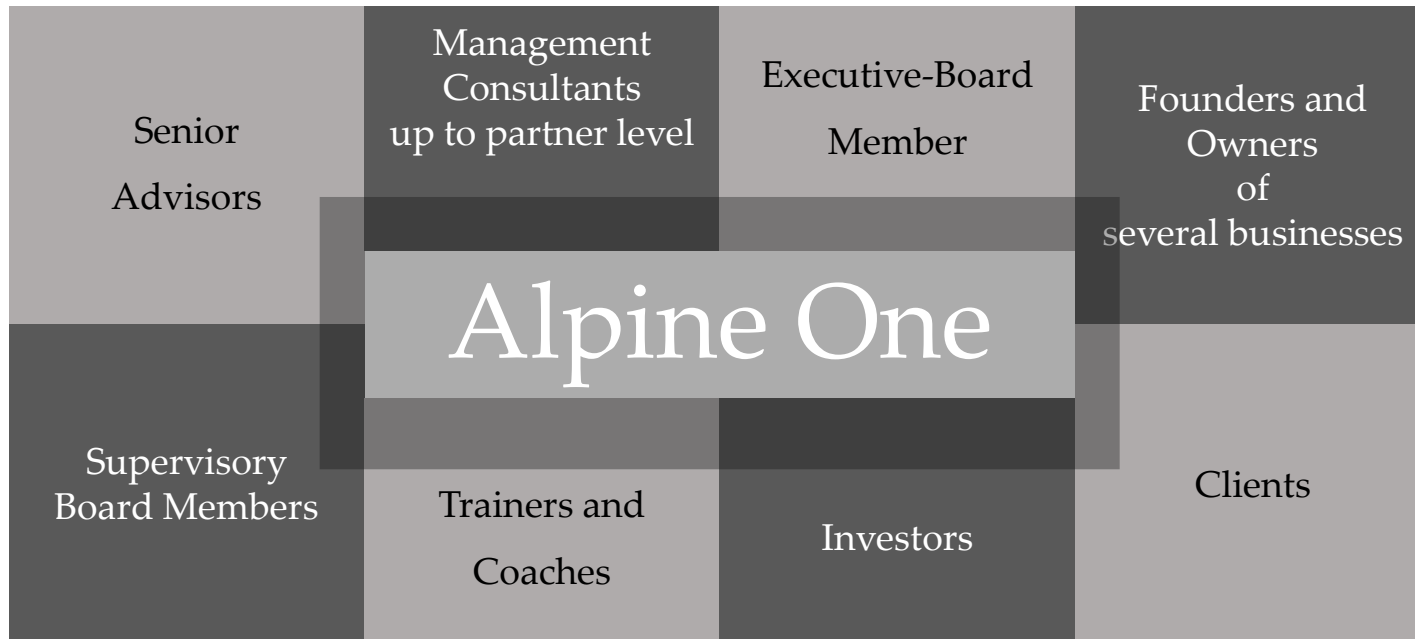 Senior
Advisors
Management
Consultants
up to partner level
Executive-Board
Member
Founders and
Owners
of
several businesses
Alpine One
Supervisory
Board Members
Trainers and
Coaches
Investors
Clients